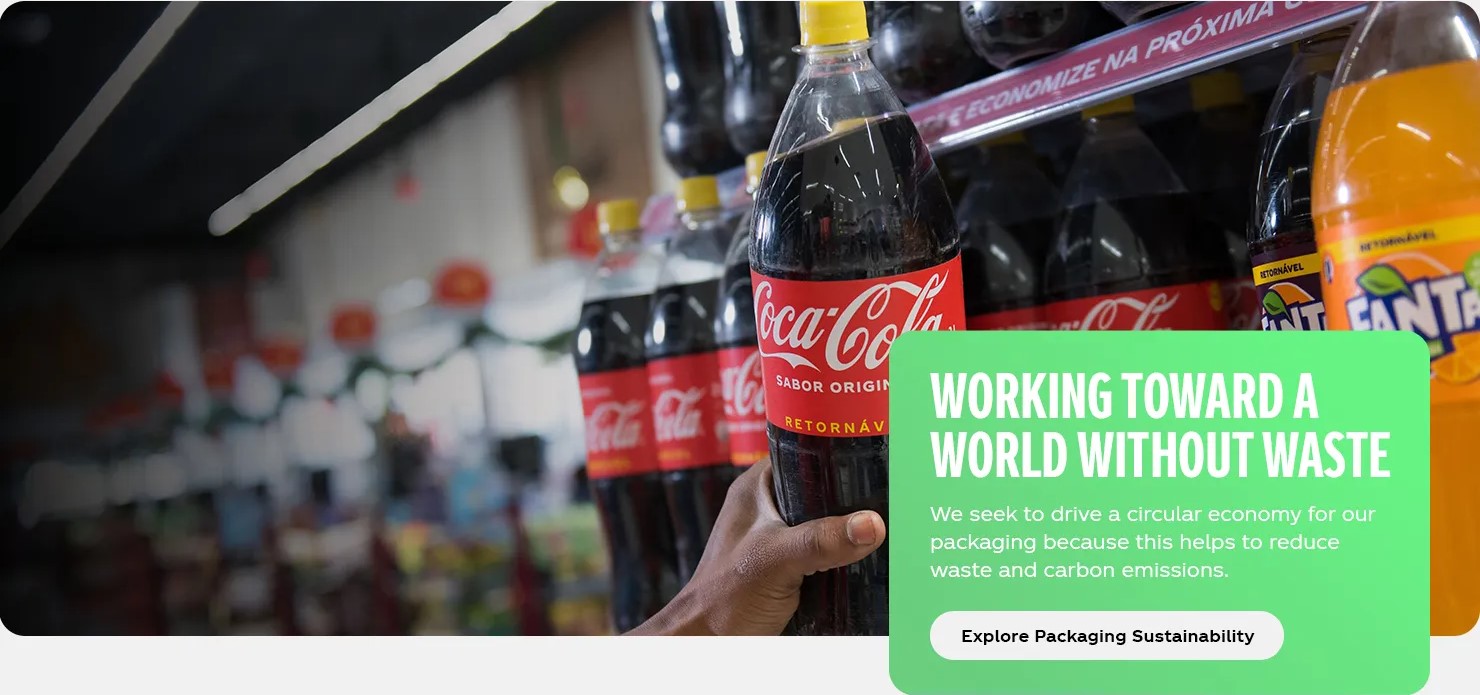 E ECONOMIZE NA PRÓXIMA
Coca-Cola
SABOR ORIGIN
RETORNÁV
Cola
Cola
Coca-Cola
RETORNÁVEL
FANTA
RETORNÁVEL
FANTA
WORKING TOWARD A
WORLD WITHOUT WASTE
We seek to drive a circular economy for our
packaging because this helps to reduce
waste and carbon emissions.
Explore Packaging Sustainability